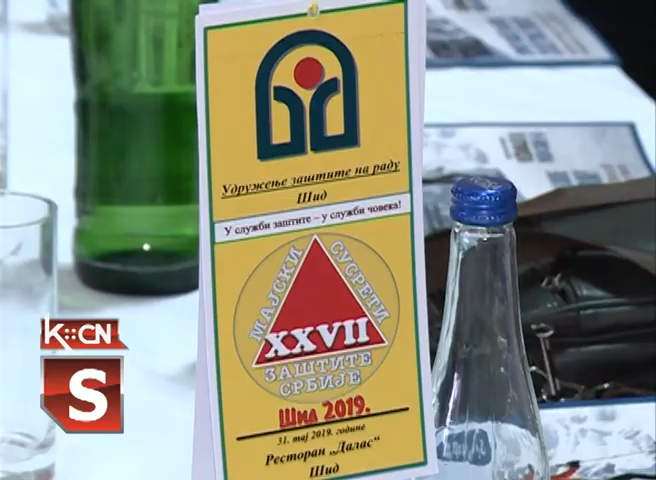 Удружење заштите на раду
Шид
У служби заштите – у служби човека!
МАЈСКИ СУСРЕТИ
XXVII
ЗАШТИТЕ
СРБИЈЕ
Шид 2019.
31. мај 2019. године
Ресторан „Далас“
Шид
K::CN
S